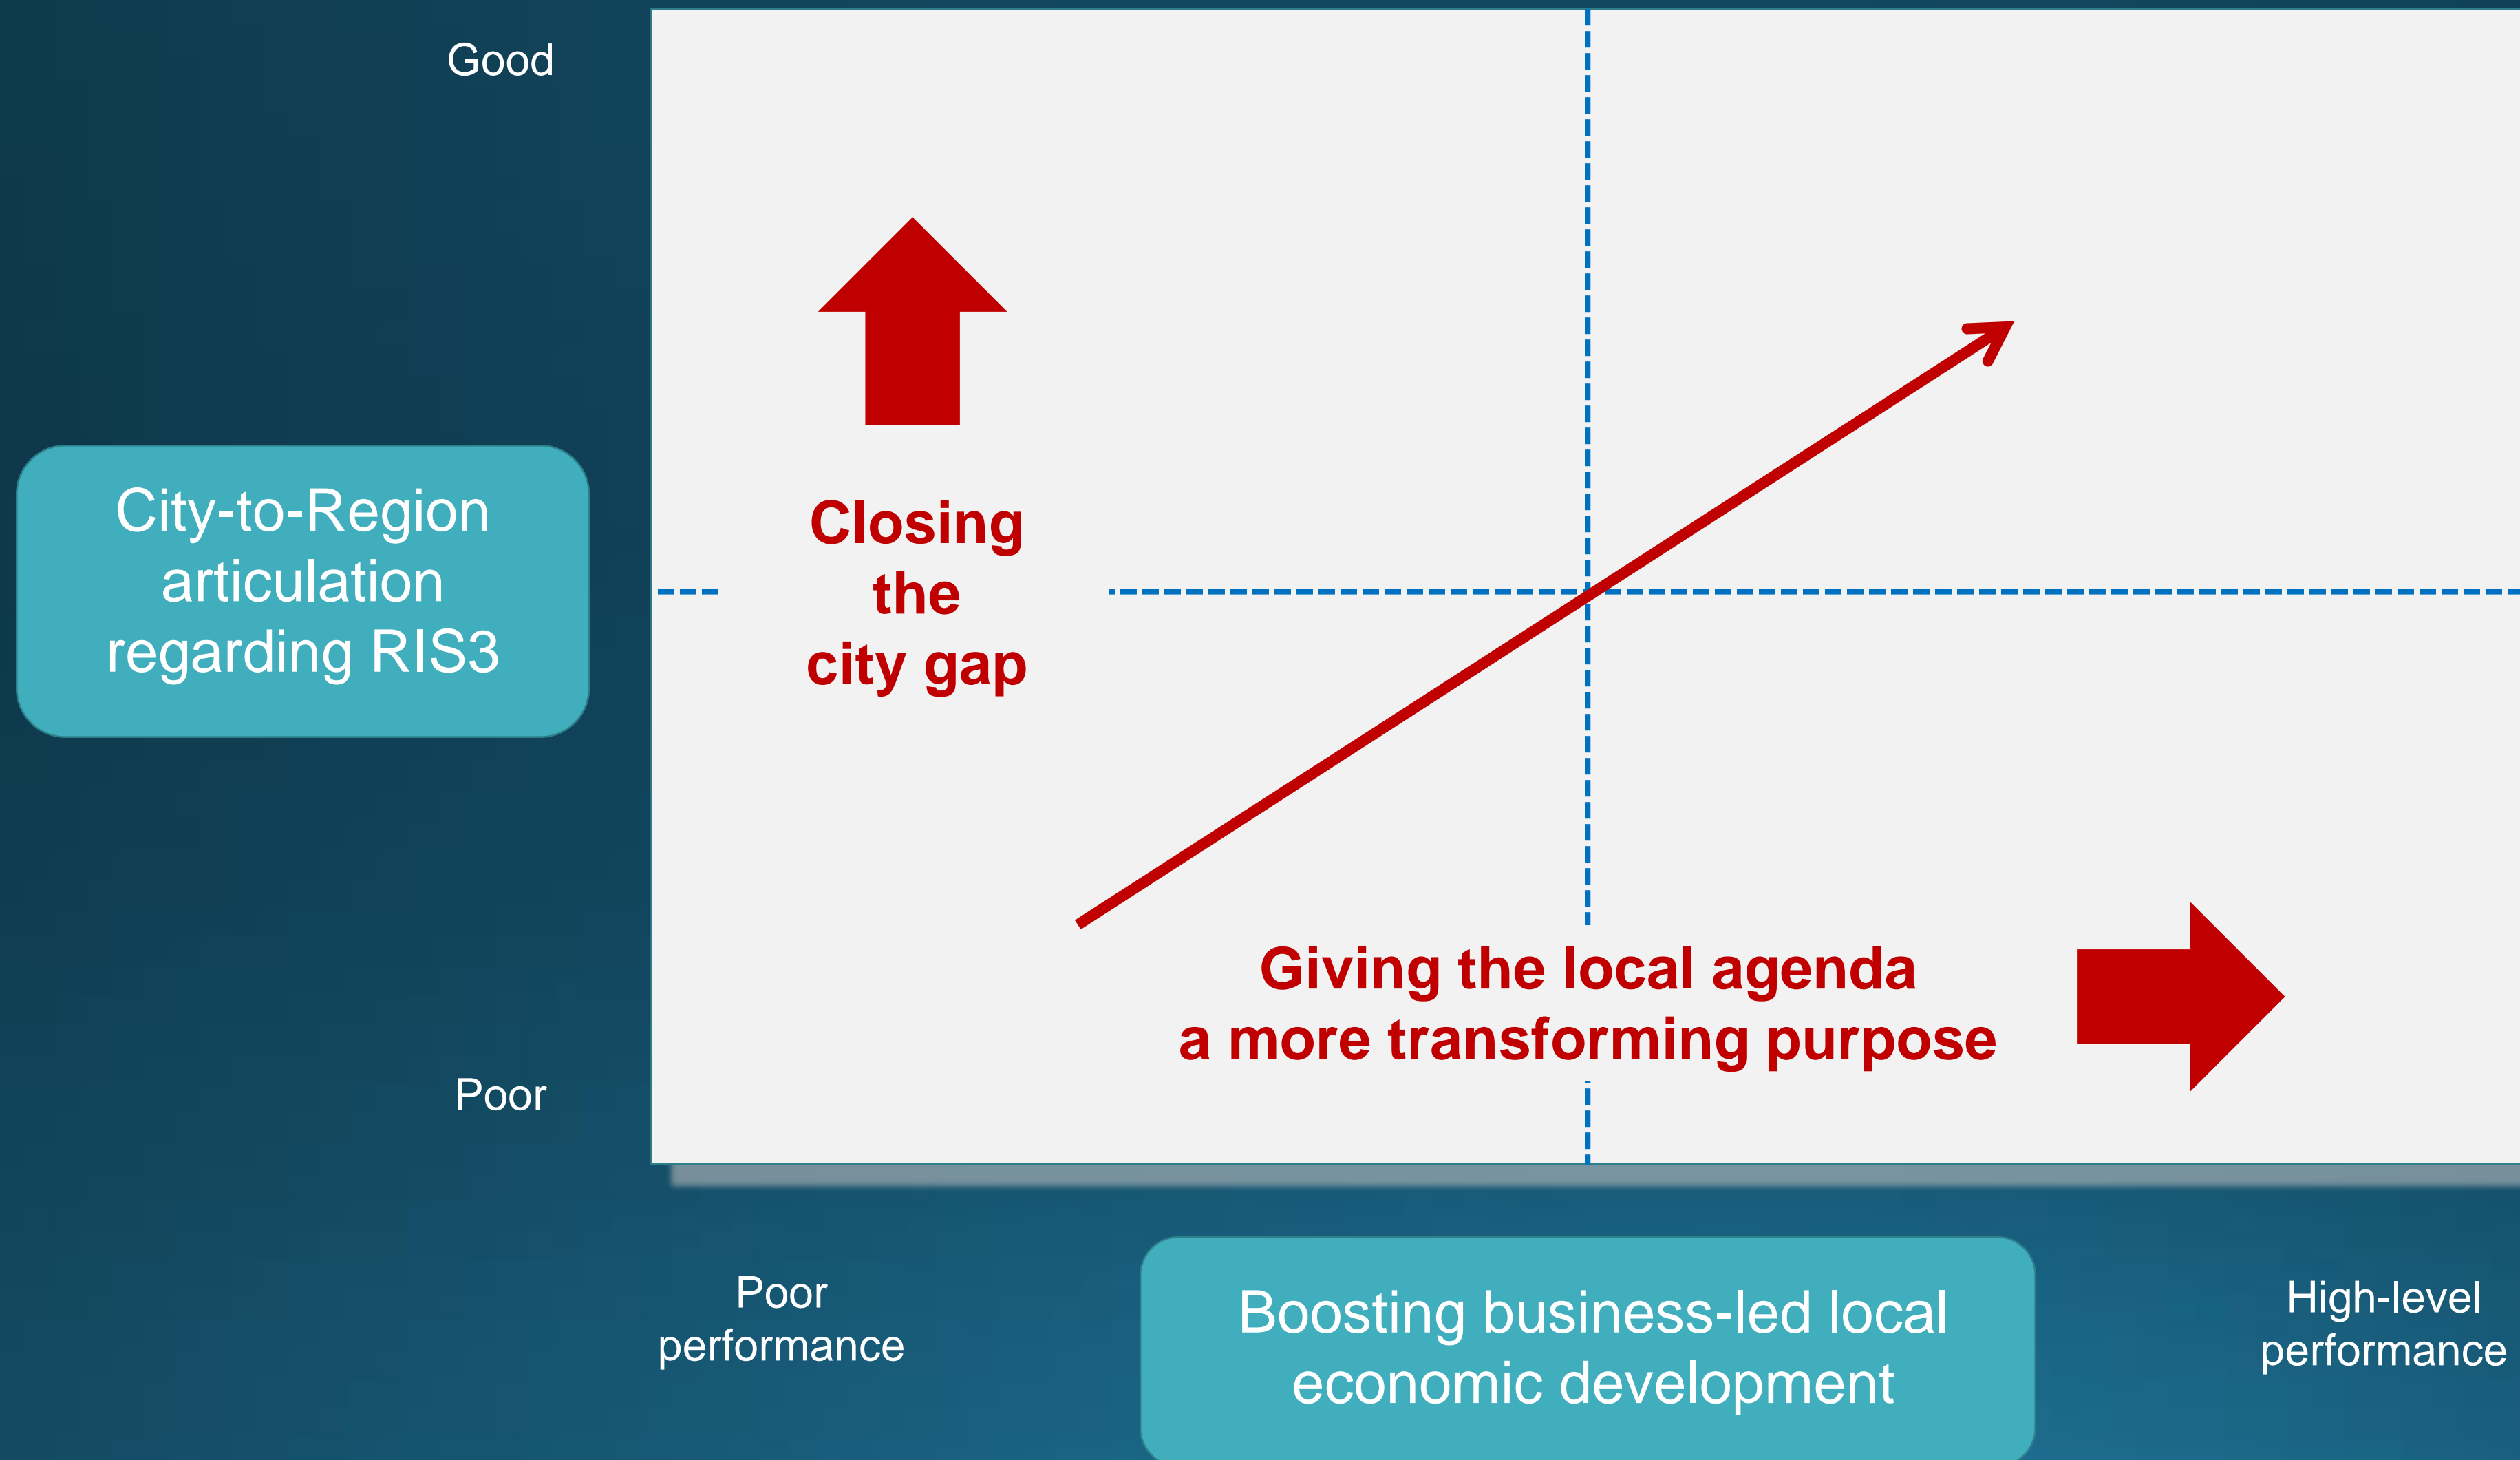 Good
City-to-Region
articulation
regarding RIS3
Closing
the
city gap
Giving the local agenda
a more transforming purpose
Poor
Poor
performance
Boosting business-led local
economic development
High-level
performance